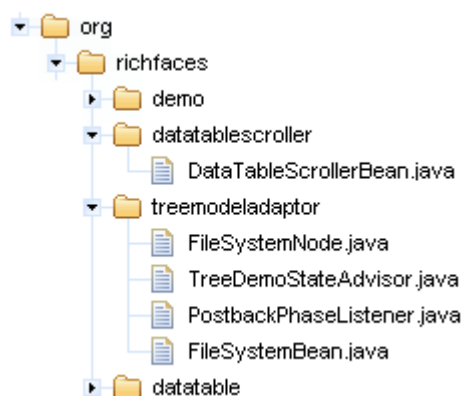 org
richfaces
demo
datatablescroller
DataTableScrollerBean.java
treemodeladaptor
FileSystemNode.java
TreeDemoStateAdvisor.java
PostbackPhaseListener.java
FileSystemBean.java
datatable